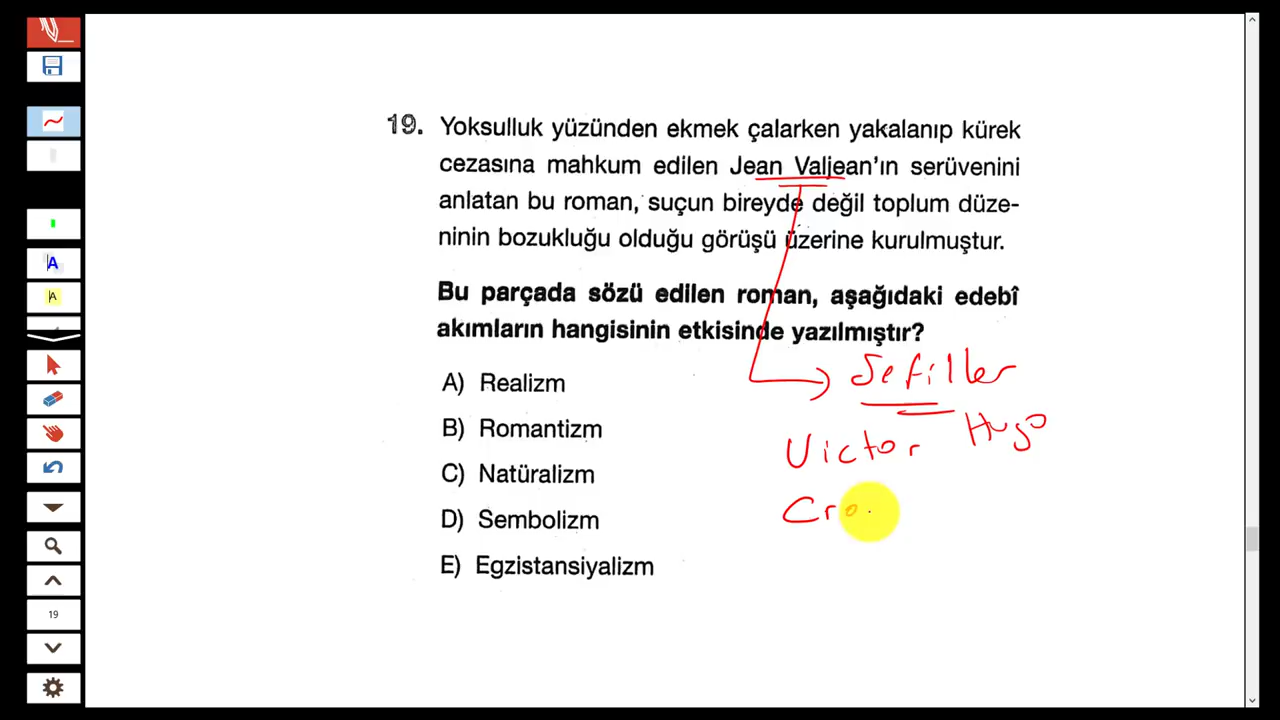 19. Yoksulluk yüzünden ekmek çalarken yakalanıp kürek
cezasına mahkum edilen Jean Valjean'ın serüvenini
anlatan bu roman, suçun bireyde değil toplum düze-
ninin bozukluğu olduğu görüşü üzerine kurulmuştur.
Bu parçada sözü edilen roman, aşağıdaki edebî
akımların hangisinin etkisinde yazılmıştır?
A) Realizm
B) Romantizm
C) Natüralizm
D) Sembolizm
E) Egzistansiyalizm
Sefiller
Victor Hugo
Cro
A
A
19